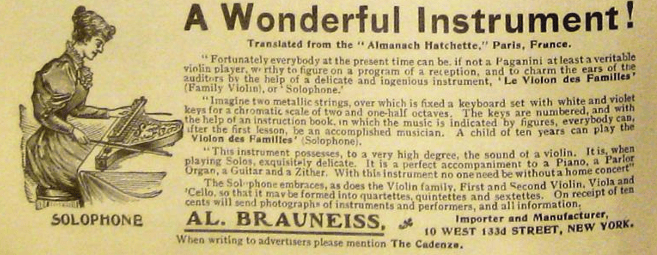 A Wonderful Instrument!
Translated from the "Almanach Hatchette," Paris, France.
"Fortunately everybody at the present time can be, if not a Paganini at least a veritable
violin player, worthy to figure on a program of a reception, and to charm the ears of the
auditors by the help of a delicate and ingenious instrument, 'Le Violon des Familles'
(Family Violin), or 'Solophone.'
"Imagine two metallic strings, over which is fixed a keyboard set with white and violet
keys for a chromatic scale of two and one-half octaves. The keys are numbered, and with
the help of an instruction book, in which the music is indicated by figures, everybody can,
after the first lesson, be an accomplished musician. A child of ten years can play the
Violon des Familles' (Solophone).
"This instrument possesses, to a very high degree, the sound of a violin. It is, when
playing Solos, exquisitely delicate. It is a perfect accompaniment to a Piano, a Parlor
Organ, a Guitar and a Zither. With this instrument no one need be without a home concert"
The Solophone embraces, as does the Violin family, First and Second Violin, Viola and
'Cello, so that it may be formed into quartettes, quintettes and sextettes. On receipt of ten
cents will send photographs of instruments and performers, and all information.
SOLOPHONE
AL. BRAUNEISS,
Importer and Manufacturer,
10 WEST 133d STREET, NEW YORK.
When writing to advertisers please mention The Cadenza.